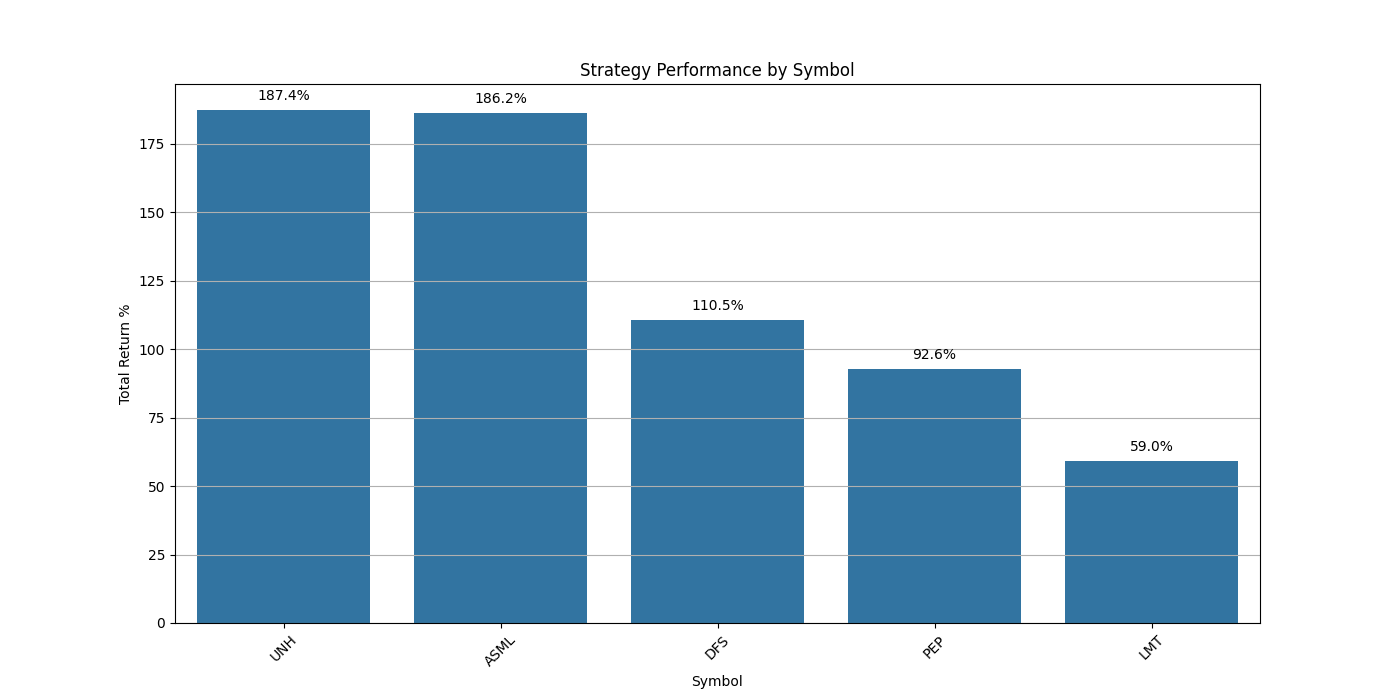 Strategy Performance by Symbol
187.4%
186.2%
110.5%
92.6%
59.0%
Total Return %
175
150
125
100
75
50
25
0
UNH
ASML
DFS
PEP
LMT
Symbol